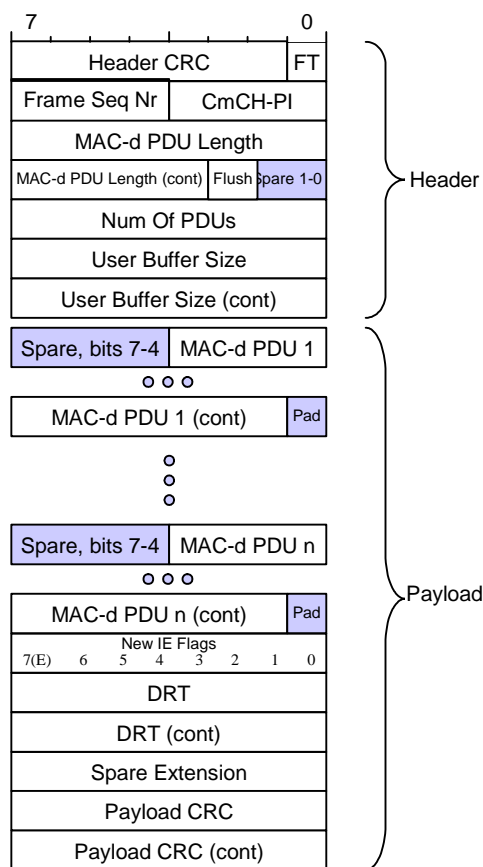 7 0
Header CRC FT
Frame Seq Nr CmCH-PI
MAC-d PDU Length
MAC-d PDU Length (cont) Flush Spare 1-0
Num Of PDUs
User Buffer Size
User Buffer Size (cont)
Header
Spare, bits 7-4 MAC-d PDU 1
MAC-d PDU 1 (cont) Pad
Spare, bits 7-4 MAC-d PDU n
MAC-d PDU n (cont) Pad
Payload
New IE Flags
7(E) 6 5 4 3 2 1 0
DRT
DRT (cont)
Spare Extension
Payload CRC
Payload CRC (cont)